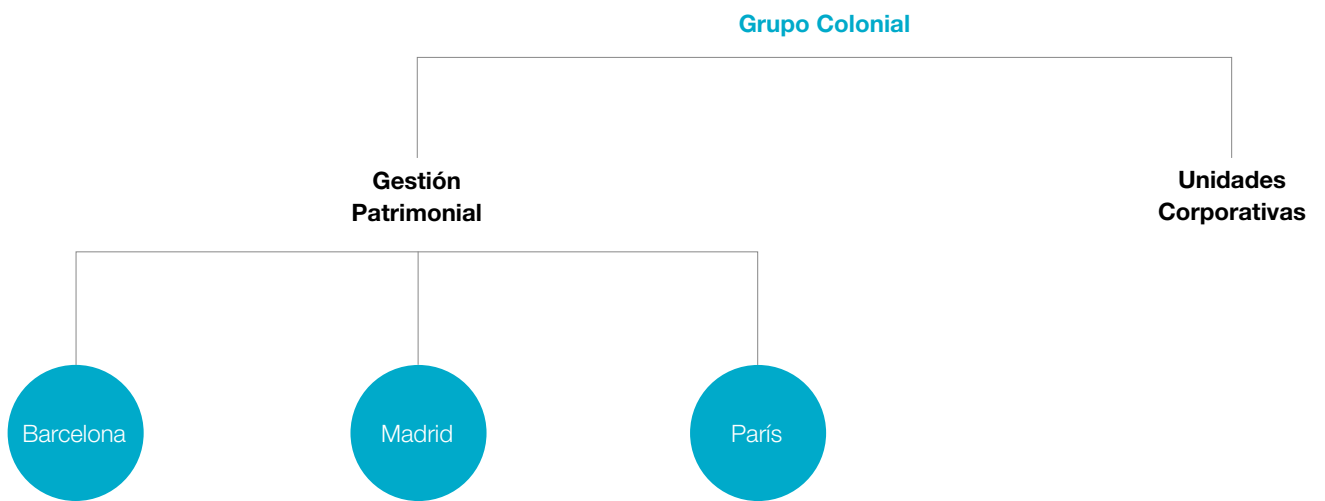 Grupo Colonial
Gestión
Patrimonial
Unidades
Corporativas
Barcelona
Madrid
París